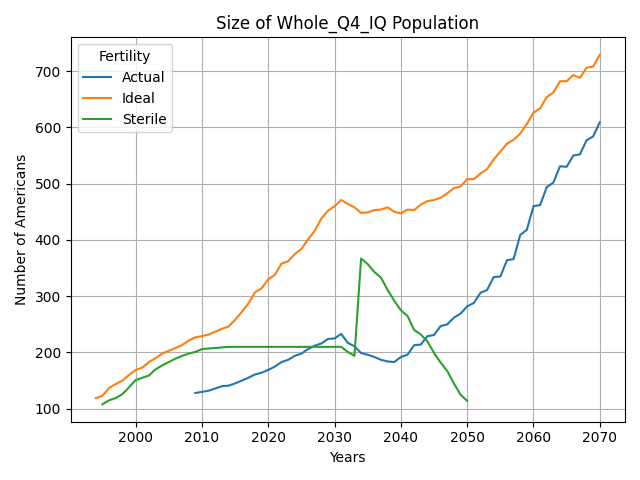 Size of Whole_Q4_IQ Population
Fertility
Actual
Ideal
Sterile
Number of Americans
700
600
500
400
300
200
100
2000 2010 2020 2030 2040 2050 2060 2070
Years